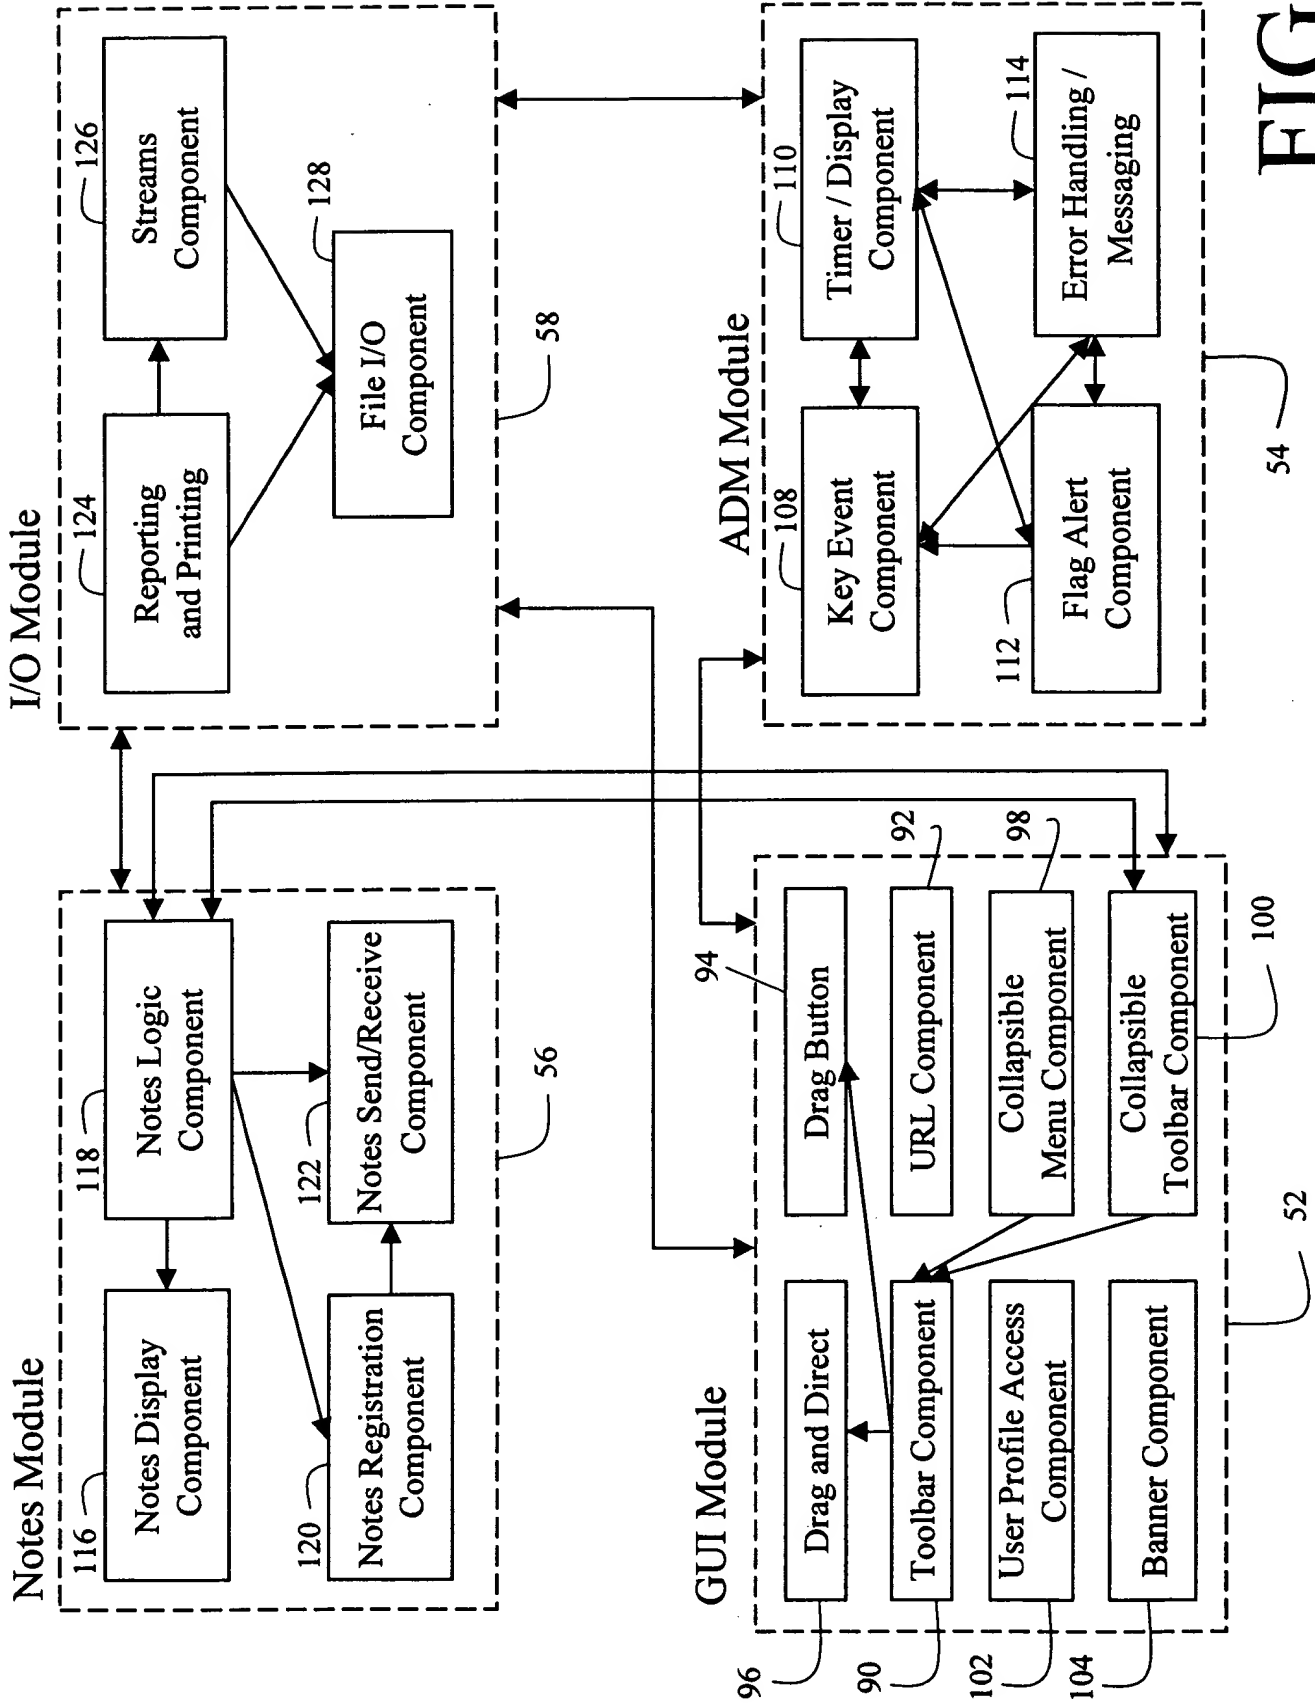 Notes Module
116
Notes Display
Component
118
Notes Logic
Component
120
Notes Registration
Component
122
Notes Send/Receive
Component
56
I/O Module
124
Reporting
and Printing
126
Streams
Component
128
File I/O
Component
58
GUI Module
96
Drag and Direct
94
Drag Button
90
Toolbar Component
92
URL Component
102
User Profile Access
Component
98
Collapsible
Menu Component
104
Banner Component
100
Collapsible
Toolbar Component
52
ADM Module
108
Key Event
Component
110
Timer / Display
Component
112
Flag Alert
Component
114
Error Handling /
Messaging
54
FIG